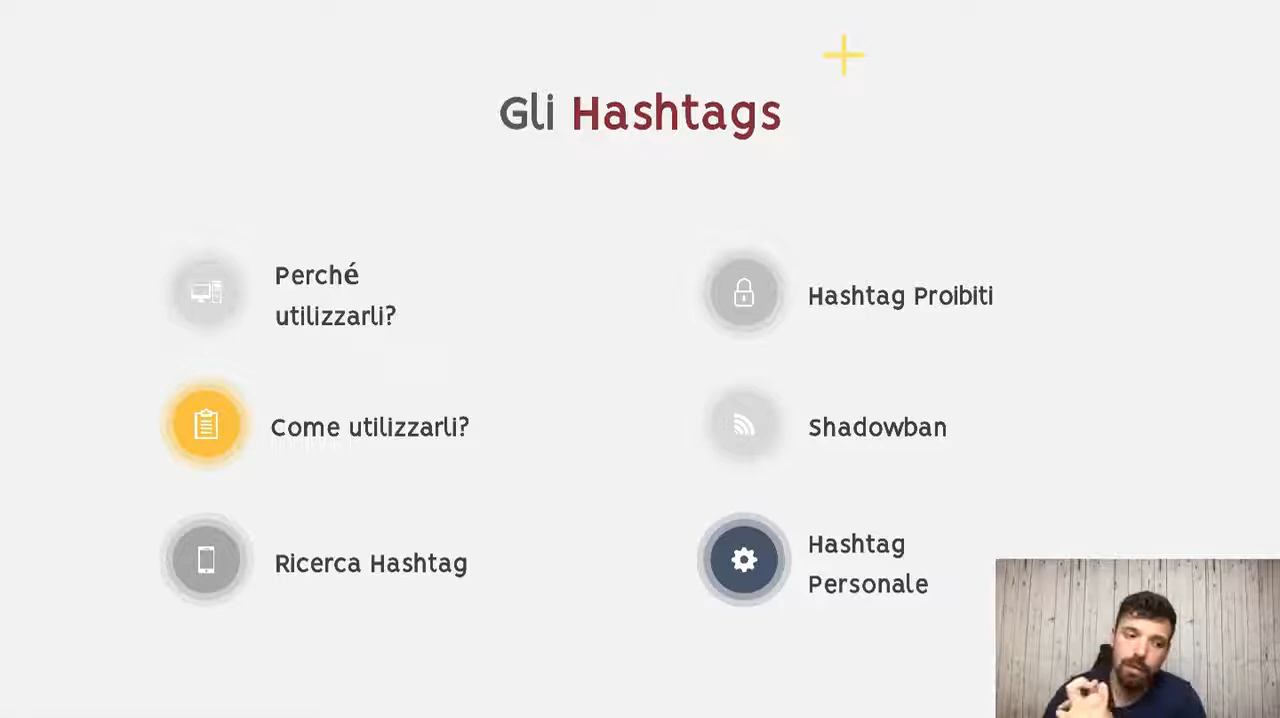 Gli Hashtags
Perché
utilizzarli?
Come utilizzarli?
Ricerca Hashtag
Hashtag Proibiti
Shadowban
Hashtag
Personale